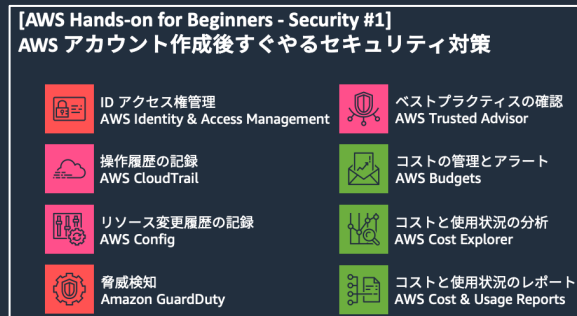 [AWS Hands-on for Beginners - Security #1]
AWS アカウント作成後すぐやるセキュリティ対策
ID アクセス権管理
AWS Identity & Access Management
操作履歴の記録
AWS CloudTrail
リソース変更履歴の記録
AWS Config
脅威検知
Amazon GuardDuty
ベストプラクティスの確認
AWS Trusted Advisor
コストの管理とアラート
AWS Budgets
コストと使用状況の分析
AWS Cost Explorer
コストと使用状況のレポート
AWS Cost & Usage Reports